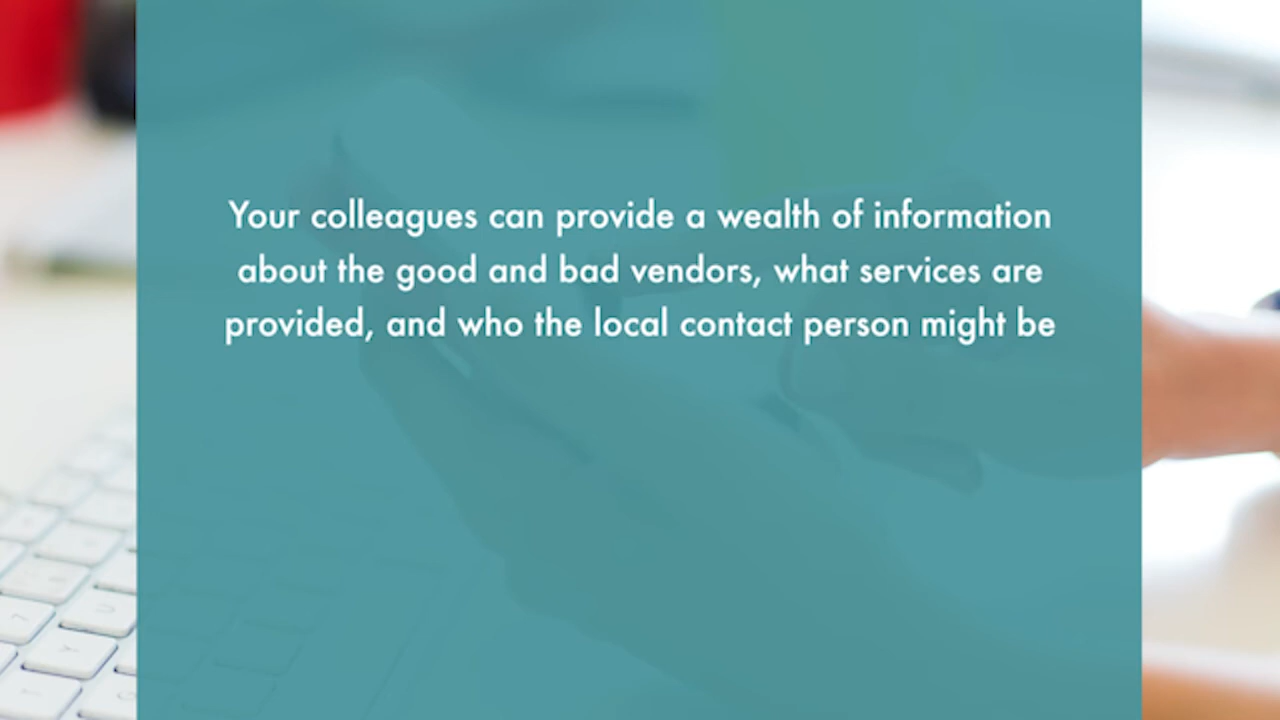 Your colleagues can provide a wealth of information
about the good and bad vendors, what services are
provided, and who the local contact person might be